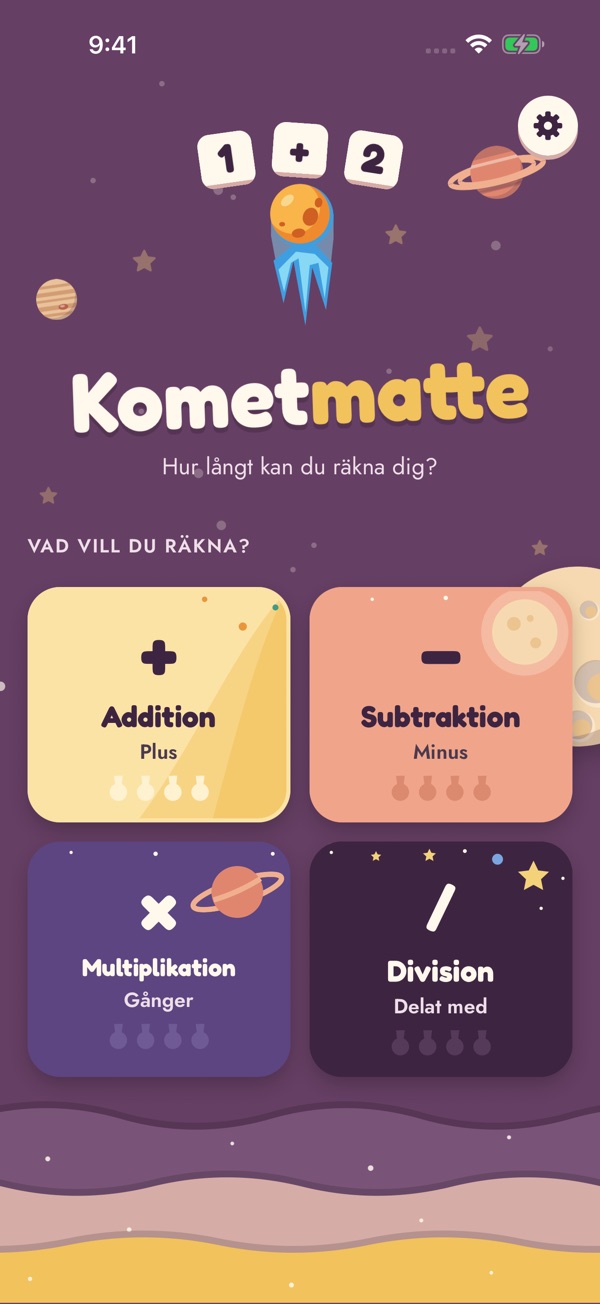 9:41
1 + 2
Kometmatte
Hur långt kan du räkna dig?
VAD VILL DU RÄKNA?
+
Addition
Plus
−
Subtraktion
Minus
×
Multiplikation
Gånger
/
Division
Delat med